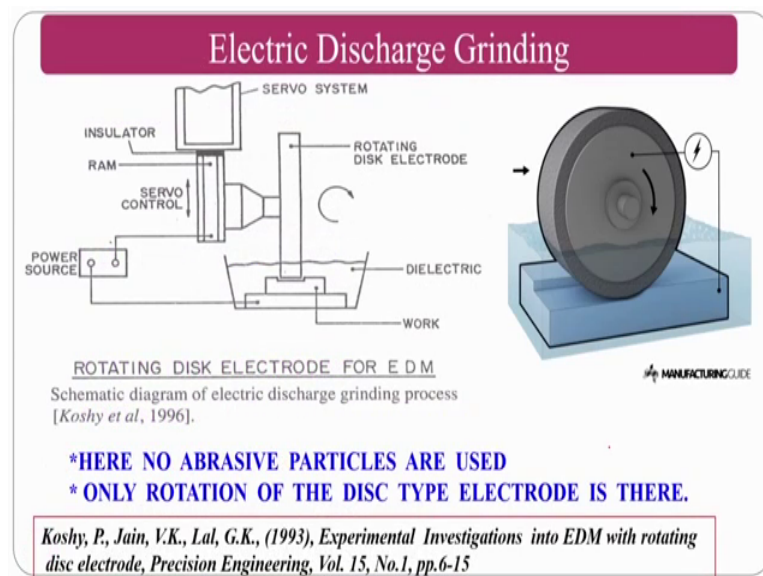 Electric Discharge Grinding
SERVO SYSTEM
INSULATOR
RAM
ROTATING
DISK ELECTRODE
SERVO
CONTROL
POWER
SOURCE
DIELECTRIC
WORK
ROTATING DISK ELECTRODE FOR EDM
Schematic diagram of electric discharge grinding process
[Koshy et al, 1996].
MANUFACTURINGGUIDE
*HERE NO ABRASIVE PARTICLES ARE USED
* ONLY ROTATION OF THE DISC TYPE ELECTRODE IS THERE.
Koshy, P., Jain, V.K., Lal, G.K., (1993), Experimental Investigations into EDM with rotating
disc electrode, Precision Engineering, Vol. 15, No.1, pp.6-15